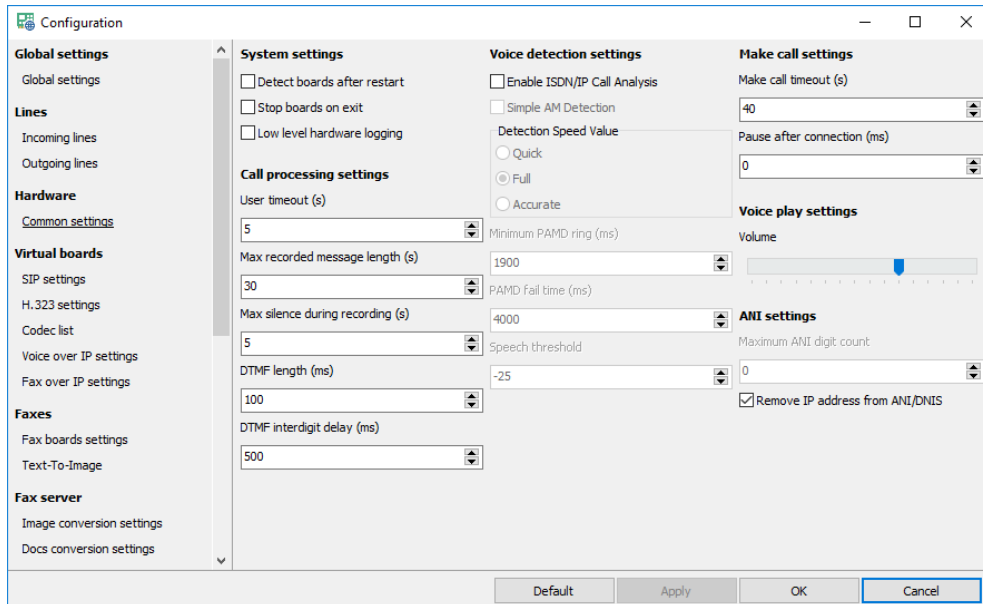 Configuration
Global settings
Global settings
Lines
Incoming lines
Outgoing lines
Hardware
Common settings
Virtual boards
SIP settings
H.323 settings
Codec list
Voice over IP settings
Fax over IP settings
Faxes
Fax boards settings
Text-To-Image
Fax server
Image conversion settings
Docs conversion settings
System settings
Detect boards after restart
Stop boards on exit
Low level hardware logging
Call processing settings
User timeout (s)
5
Max recorded message length (s)
30
Max silence during recording (s)
5
DTMF length (ms)
100
DTMF interdigit delay (ms)
500
Voice detection settings
Enable ISDN/IP Call Analysis
Simple AM Detection
Detection Speed Value
Quick
Full
Accurate
Minimum PAMD ring (ms)
1900
PAMD fail time (ms)
4000
Speech threshold
-25
Make call settings
Make call timeout (s)
40
Pause after connection (ms)
0
Voice play settings
Volume
ANI settings
Maximum ANI digit count
0
Remove IP address from ANI/DNIS
Default
Apply
OK
Cancel